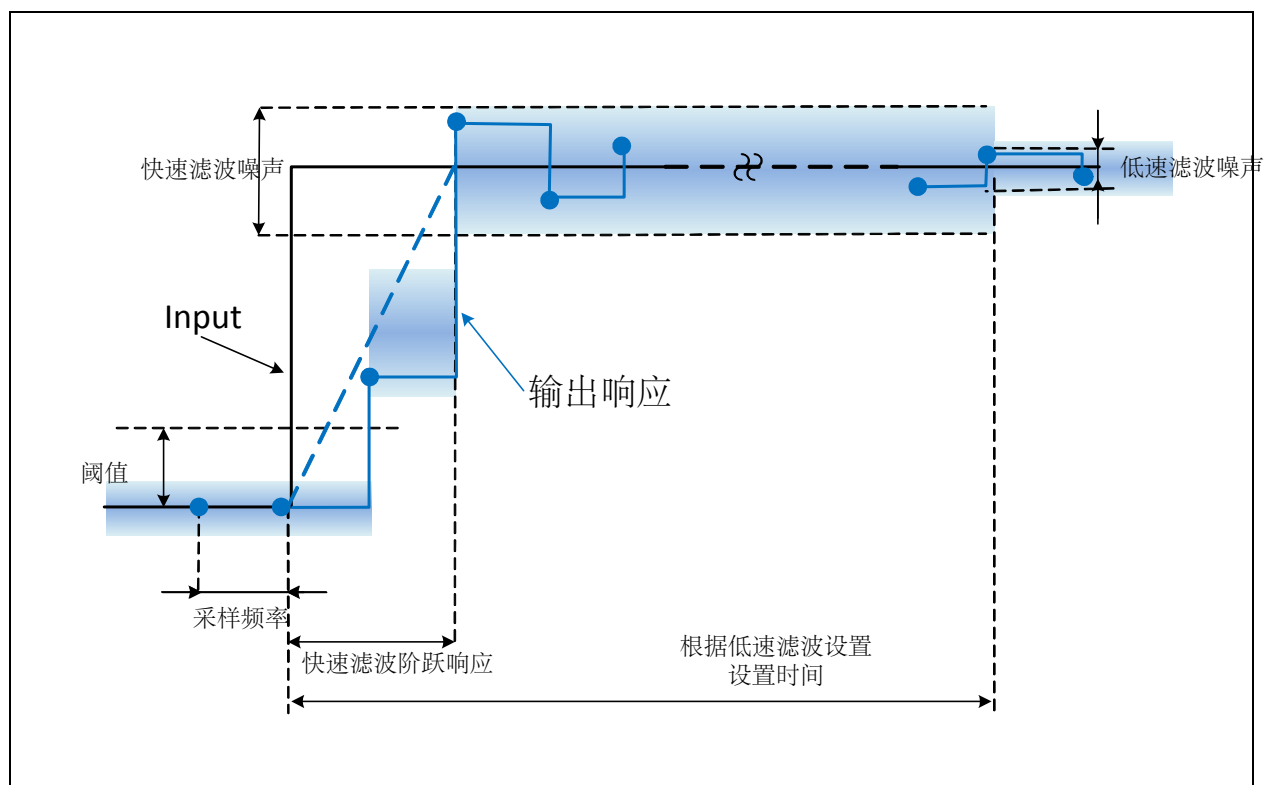 快速滤波噪声
低速滤波噪声
Input
输出响应
阈值
采样频率
快速滤波阶跃响应
根据低速滤波设置
设置时间